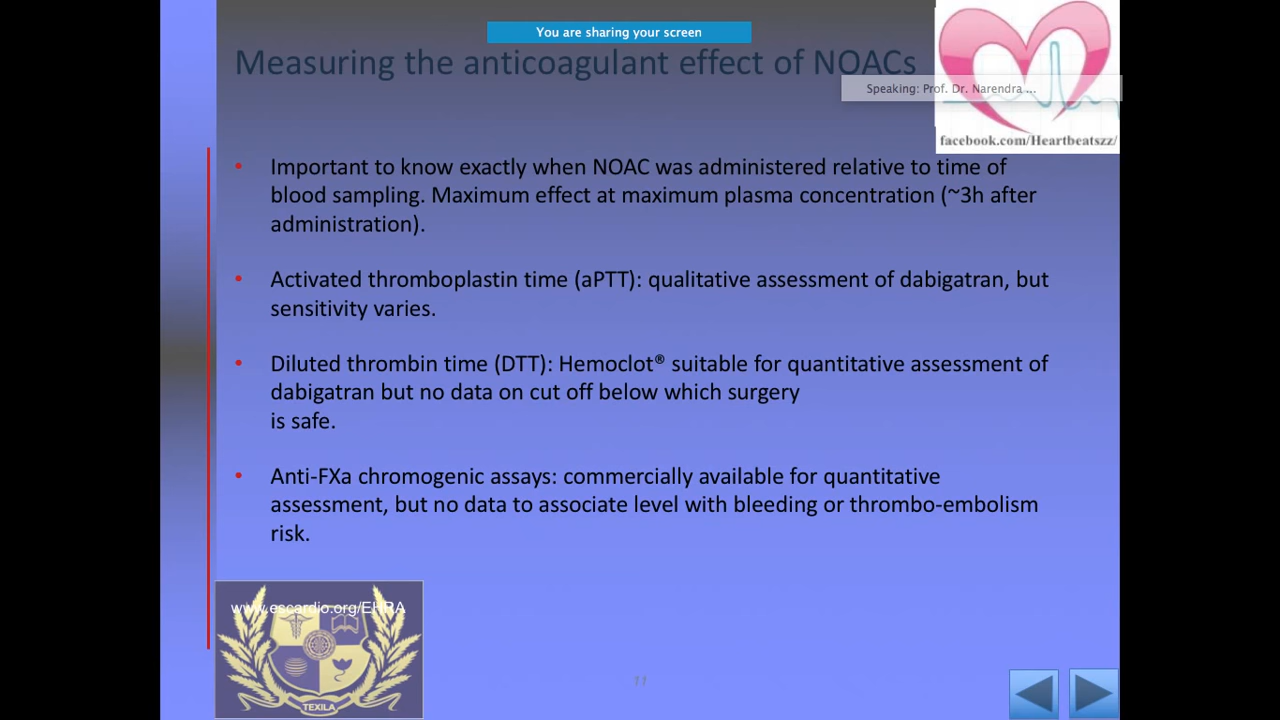 You are sharing your screen
Measuring the anticoagulant effect of NOACs
Speaking: Prof. Dr. Narendra ...
facebook.com/Heartbeatszz/
• Important to know exactly when NOAC was administered relative to time of
blood sampling. Maximum effect at maximum plasma concentration (~3h after
administration).
• Activated thromboplastin time (aPTT): qualitative assessment of dabigatran, but
sensitivity varies.
• Diluted thrombin time (DTT): Hemoclot® suitable for quantitative assessment of
dabigatran but no data on cut off below which surgery
is safe.
• Anti-FXa chromogenic assays: commercially available for quantitative
assessment, but no data to associate level with bleeding or thrombo-embolism
risk.
www.escardio.org/EHRA
TEXILA
11